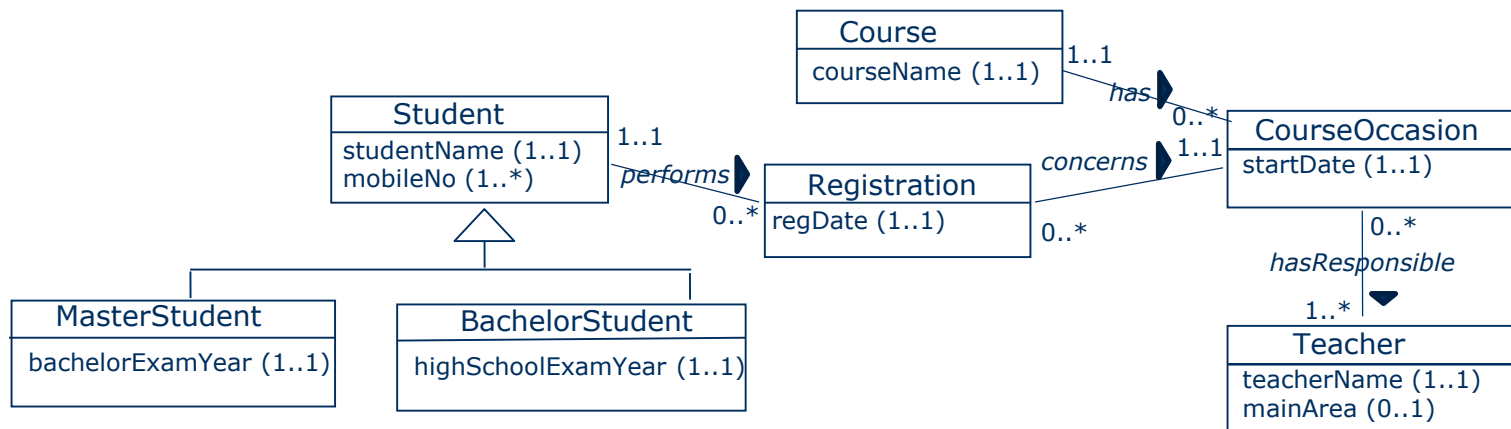 Course
courseName (1..1)
1..1
has
0..*
Student
studentName (1..1)
mobileNo (1..*)
1..1
performs
0..*
Registration
regDate (1..1)
concerns
1..1
0..*
CourseOccasion
startDate (1..1)
0..*
hasResponsible
1..*
MasterStudent
bachelorExamYear (1..1)
BachelorStudent
highSchoolExamYear (1..1)
Teacher
teacherName (1..1)
mainArea (0..1)